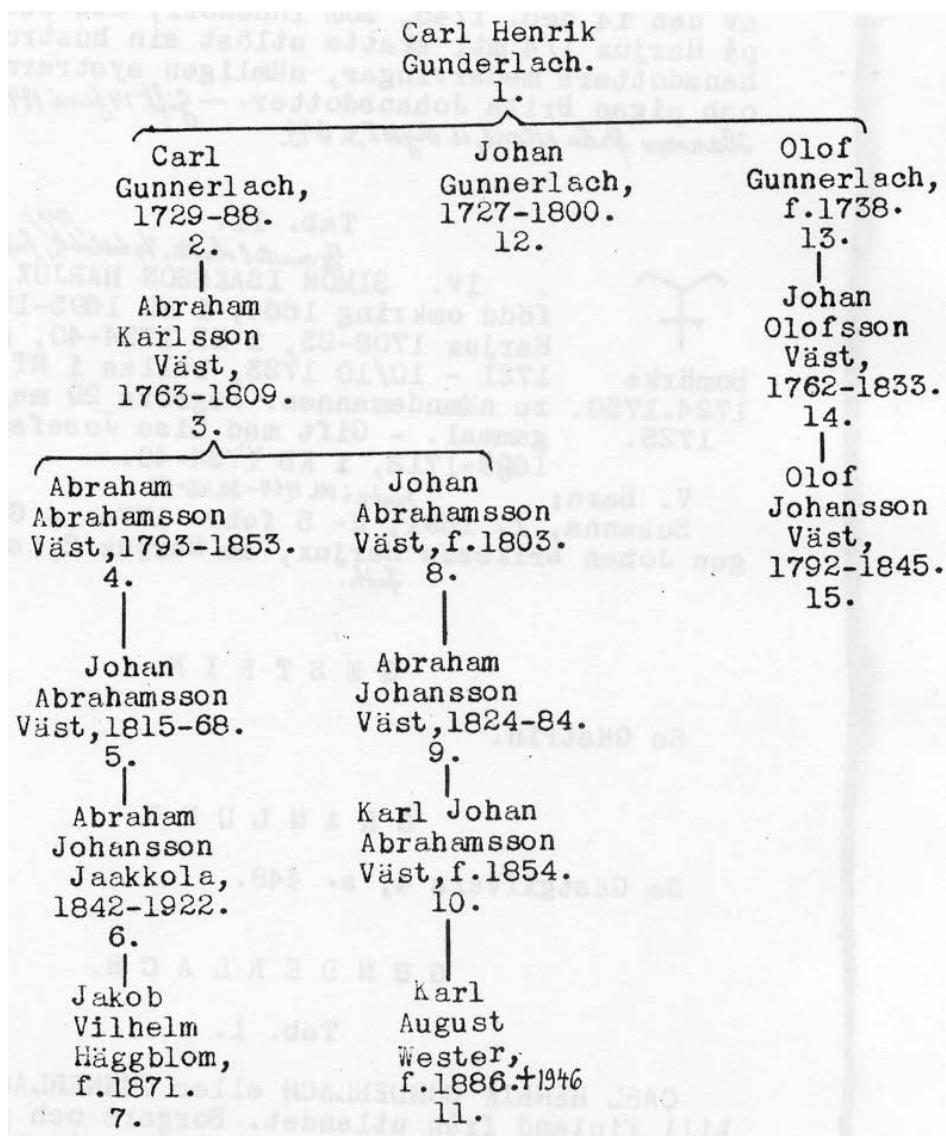 Carl Henrik
Gunderlach.
1.
Carl
Gunnerlach,
1729-88.
2.
Johan
Gunnerlach,
1727-1800.
12.
Olof
Gunnerlach,
f.1738.
13.
Abraham
Karlsson
Väst,
1763-1809.
3.
Johan
Olofsson
Väst,
1762-1833.
14.
Abraham
Abrahamsson
Väst,1793-1853.
4.
Johan
Abrahamsson
Väst,f.1803.
8.
Olof
Johansson
Väst,
1792-1845.
15.
Johan
Abrahamsson
Väst,1815-68.
5.
Abraham
Johansson
Väst,1824-84.
9.
Abraham
Johansson
Jaakkola,
1842-1922.
6.
Karl Johan
Abrahamsson
Väst,f.1854.
10.
Jakob
Vilhelm
Häggblom,
f.1871.
7.
Karl
August
Wester,
f.1886.+1946
11.